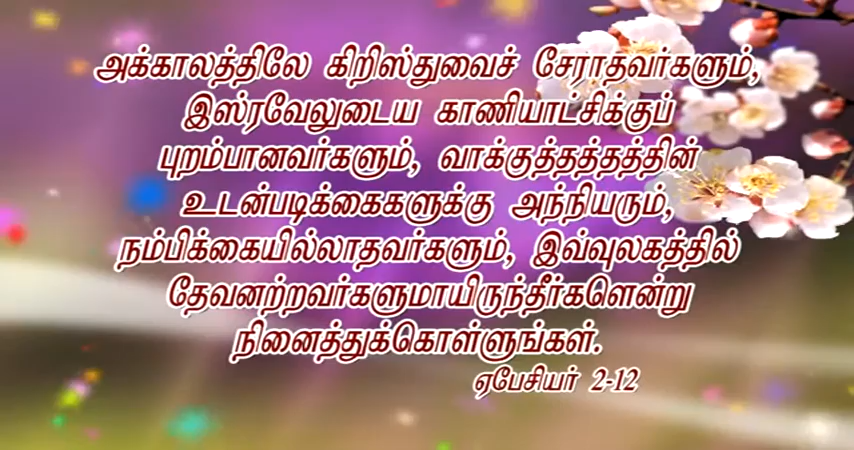 அக்காலத்திலே கிறிஸ்துவைச் சேராதவர்களும்,
இஸ்ரவேலுடைய காணியாட்சிக்குப்
புறம்பானவர்களும், வாக்குத்தத்தத்தின்
உடன்படிக்கைகளுக்கு அந்நியரும்,
நம்பிக்கையில்லாதவர்களும், இவ்வுலகத்தில்
தேவனற்றவர்களுமாயிருந்தீர்களென்று
நினைத்துக்கொள்ளுங்கள்.
ஏபேசியர் 2-12